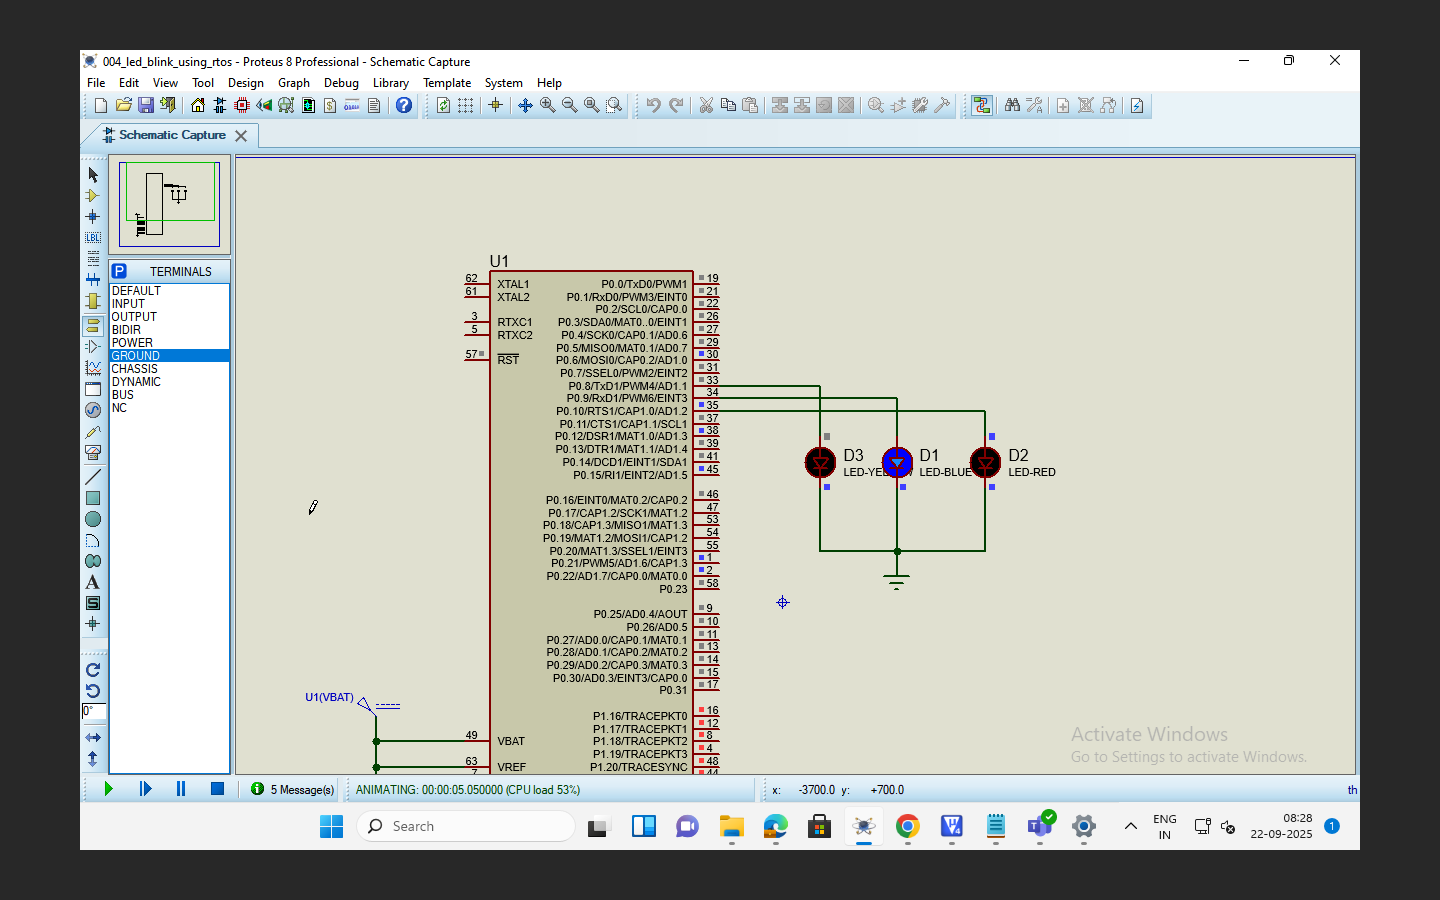 004_led_blink_using_rtos - Proteus 8 Professional - Schematic Capture
File Edit View Tool Design Graph Debug Library Template System Help
Schematic Capture
LBL
P TERMINALS
DEFAULT
INPUT
OUTPUT
BIDIR
POWER
GROUND
CHASSIS
DYNAMIC
BUS
NC
A
S
0°
U1
62 XTAL1
61 XTAL2
3 RTXC1
5 RTXC2
57 RST
P0.0/TxD0/PWM1 19
P0.1/RxD0/PWM3/EINT0 21
P0.2/SCL0/CAP0.0 22
P0.3/SDA0/MAT0..0/EINT1 26
P0.4/SCK0/CAP0.1/AD0.6 27
P0.5/MISO0/MAT0.1/AD0.7 29
P0.6/MOSI0/CAP0.2/AD1.0 30
P0.7/SSEL0/PWM2/EINT2 31
P0.8/TxD1/PWM4/AD1.1 33
P0.9/RxD1/PWM6/EINT3 34
P0.10/RTS1/CAP1.0/AD1.2 35
P0.11/CTS1/CAP1.1/SCL1 37
P0.12/DSR1/MAT1.0/AD1.3 38
P0.13/DTR1/MAT1.1/AD1.4 39
P0.14/DCD1/EINT1/SDA1 41
P0.15/RI1/EINT2/AD1.5 45
P0.16/EINT0/MAT0.2/CAP0.2 46
P0.17/CAP1.2/SCK1/MAT1.2 47
P0.18/CAP1.3/MISO1/MAT1.3 53
P0.19/MAT1.2/MOSI1/CAP1.2 54
P0.20/MAT1.3/SSEL1/EINT3 55
P0.21/PWM5/AD1.6/CAP1.3 1
P0.22/AD1.7/CAP0.0/MAT0.0 2
P0.23 58
P0.25/AD0.4/AOUT 9
P0.26/AD0.5 10
P0.27/AD0.0/CAP0.1/MAT0.1 11
P0.28/AD0.1/CAP0.2/MAT0.2 13
P0.29/AD0.2/CAP0.3/MAT0.3 14
P0.30/AD0.3/EINT3/CAP0.0 15
P0.31 17
P1.16/TRACEPKT0 16
P1.17/TRACEPKT1 12
P1.18/TRACEPKT2 8
P1.19/TRACEPKT3 4
P1.20/TRACESYNC 48
44
U1(VBAT)
49 VBAT
63 VREF
7
D3
D1
LED-BLUE
D2
LED-RED
Activate Windows
Go to Settings to activate Windows.
5 Message(s) ANIMATING: 00:00:05.050000 (CPU load 53%) x: -3700.0 y: +700.0 th
Search
ENG
IN
08:28
22-09-2025
1